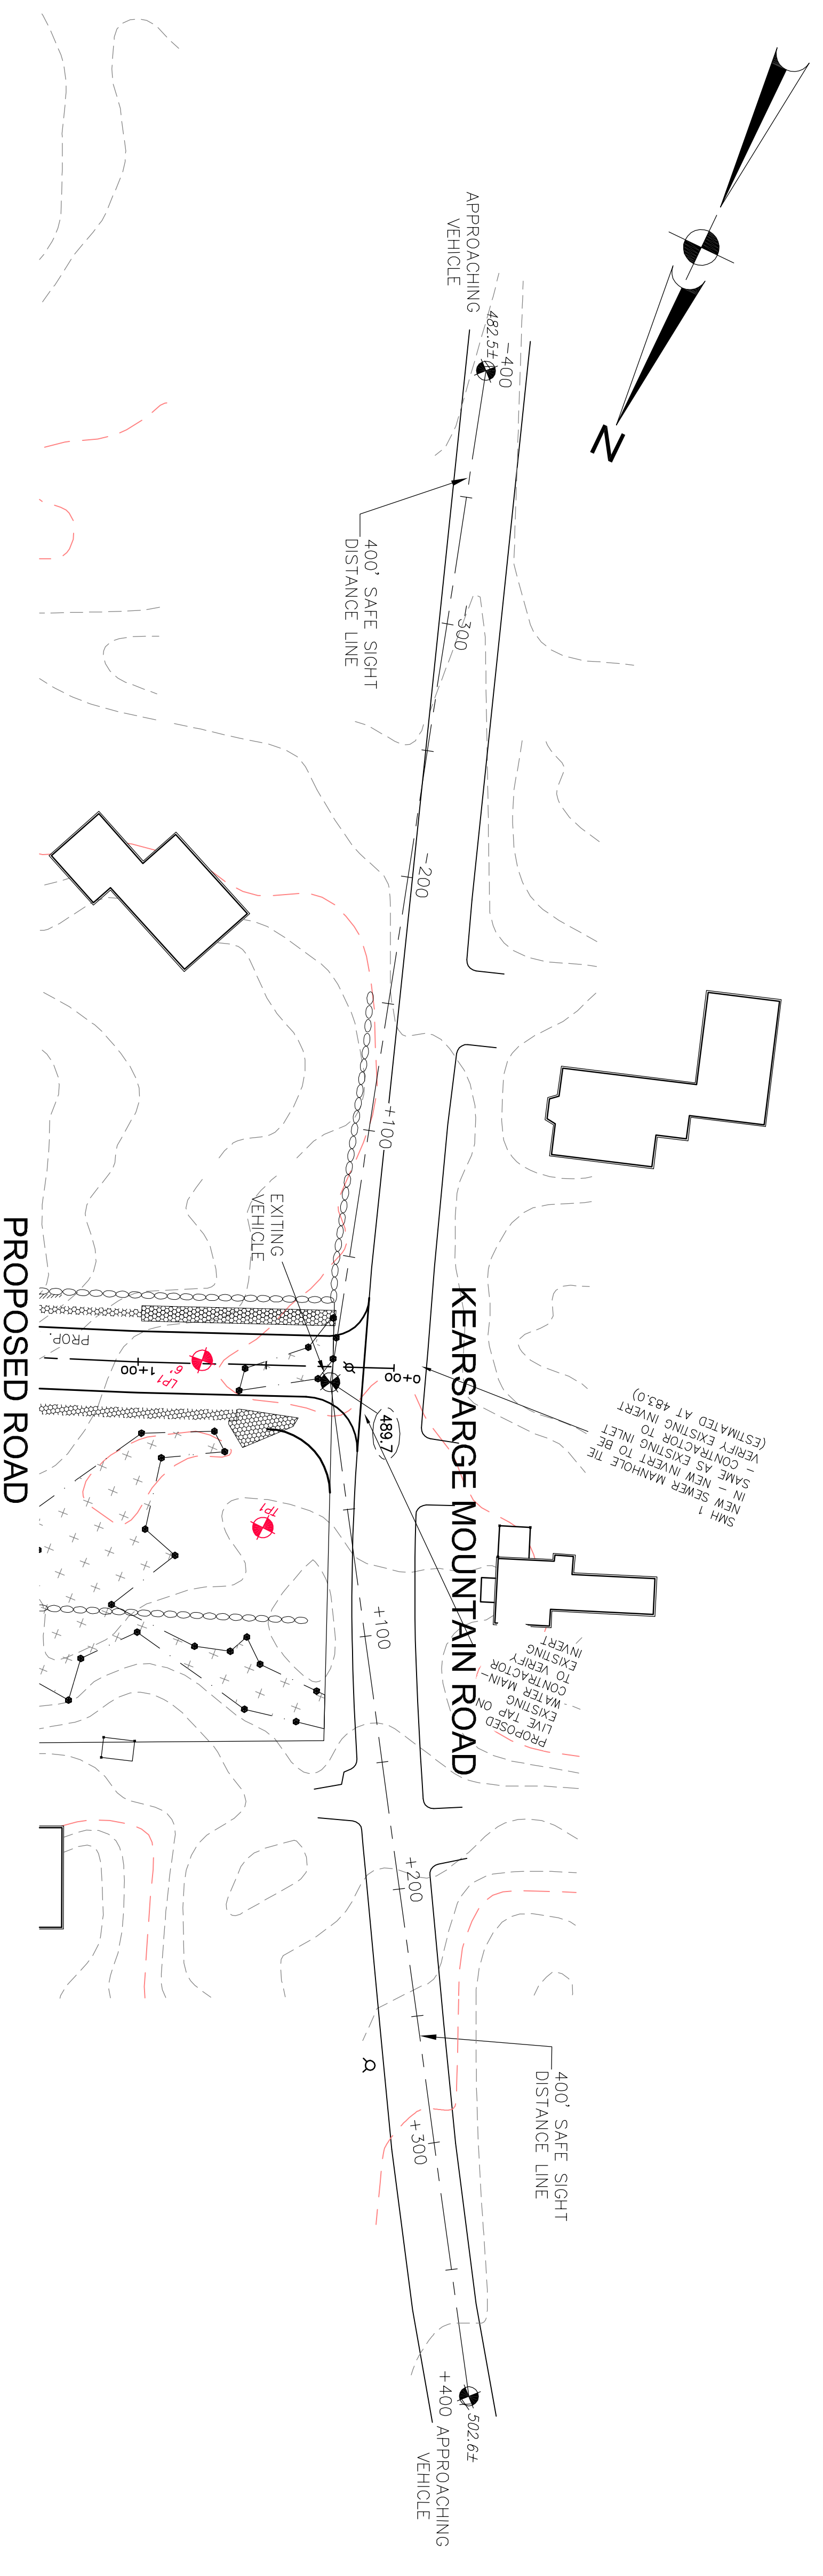 N
APPROACHING
VEHICLE
482.5±
-400
400' SAFE SIGHT
DISTANCE LINE
-300
-200
+100
EXITING
VEHICLE
PROPOSED ROAD
PROP.
1+00
LP1
6'
0+00
489.7
KEARSARGE MOUNTAIN ROAD
SMH 1
NEW SEWER MANHOLE TIE
IN - NEW INVERT TO BE
SAME AS EXISTING INLET
- CONTRACTOR TO
VERIFY EXISTING INVERT
(ESTIMATED AT 483.0)
TP1
PROPOSED
LIVE TAP ON
EXISTING
WATER MAIN-
CONTRACTOR
TO VERIFY
EXISTING
INVERT
+100
+200
400' SAFE SIGHT
DISTANCE LINE
+300
+400 APPROACHING
VEHICLE
502.6±